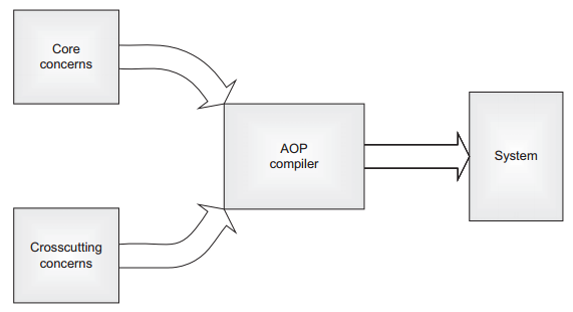 Core
concerns
AOP
compiler
System
Crosscutting
concerns